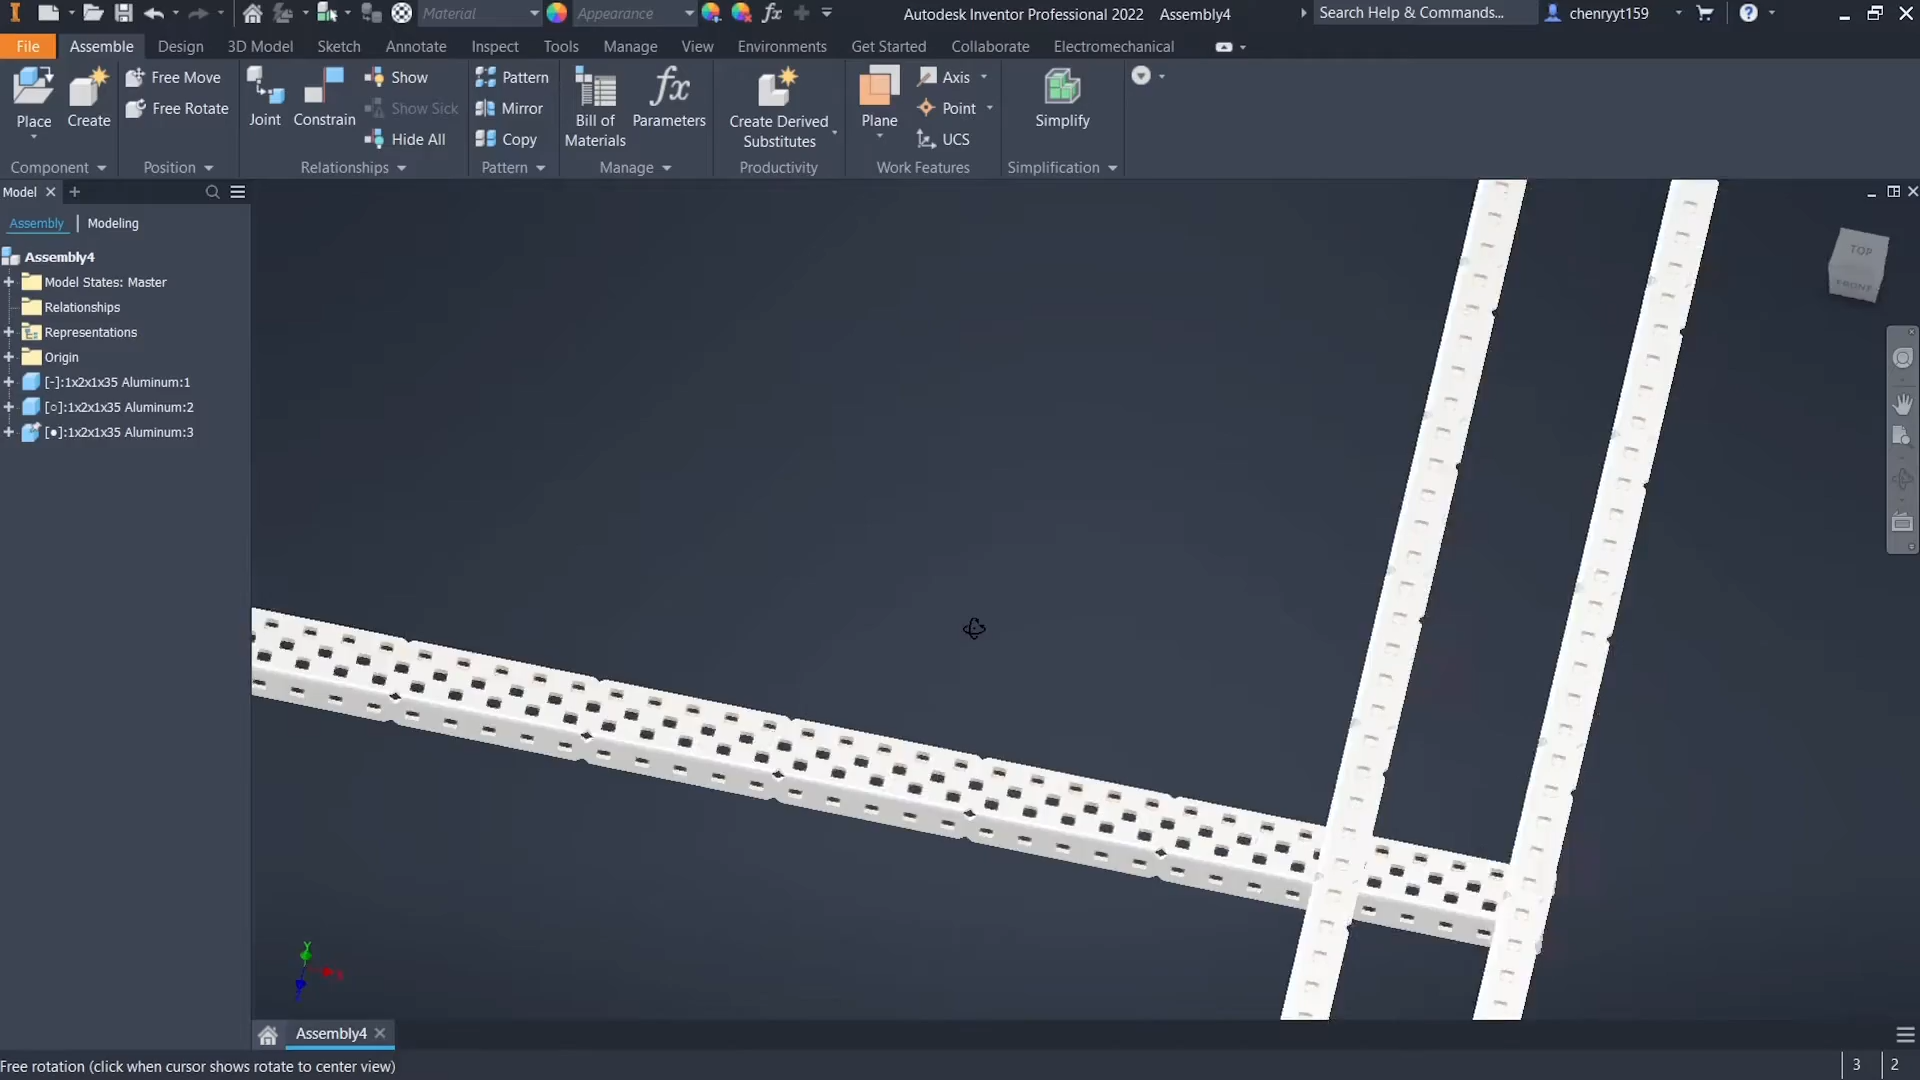 Material
Appearance
fx
Autodesk Inventor Professional 2022 Assembly4
Search Help & Commands...
chenryyt159
File
Assemble
Design
3D Model
Sketch
Annotate
Inspect
Tools
Manage
View
Environments
Get Started
Collaborate
Electromechanical
Place
Create
Free Move
Free Rotate
Joint
Constrain
Show
Show Sick
Hide All
Pattern
Mirror
Copy
Bill of
Materials
fx
Parameters
Create Derived
Substitutes
Plane
Axis
Point
UCS
Simplify
Component
Position
Relationships
Pattern
Manage
Productivity
Work Features
Simplification
Model
Assembly | Modeling
Assembly4
Model States: Master
Relationships
Representations
Origin
[-]:1x2x1x35 Aluminum:1
[○]:1x2x1x35 Aluminum:2
[●]:1x2x1x35 Aluminum:3
TOP
FRONT
Y
Assembly4
Free rotation (click when cursor shows rotate to center view)
3
2